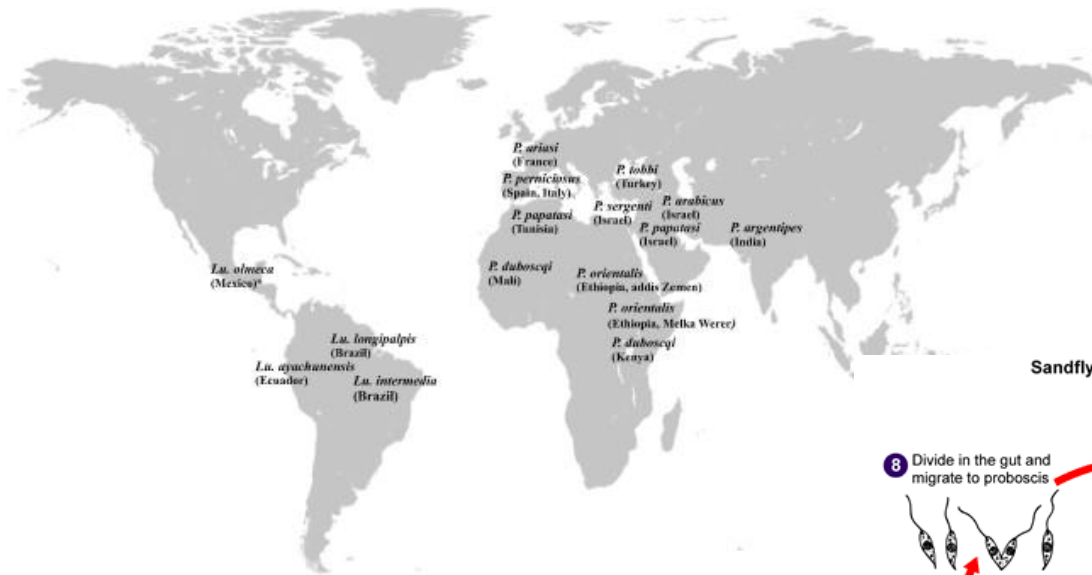 P. ariasi
(France)
P. perniciosus
(Spain, Italy)
P. tobbi
(Turkey)
P. sergenti
(Israel)
P. arabicus
(Israel)
P. papatasi
(Tunisia)
P. papatasi
(Israel)
P. argentipes
(India)
Lu. olmeca
(Mexico)*
P. duboscqi
(Mali)
P. orientalis
(Ethiopia, addis Zemen)
P. orientalis
(Ethiopia, Melka Werer)
P. duboscqi
(Kenya)
Lu. longipalpis
(Brazil)
Lu. ayachunensis
(Ecuador)
Lu. intermedia
(Brazil)
Sandfly
8 Divide in the gut and
migrate to proboscis